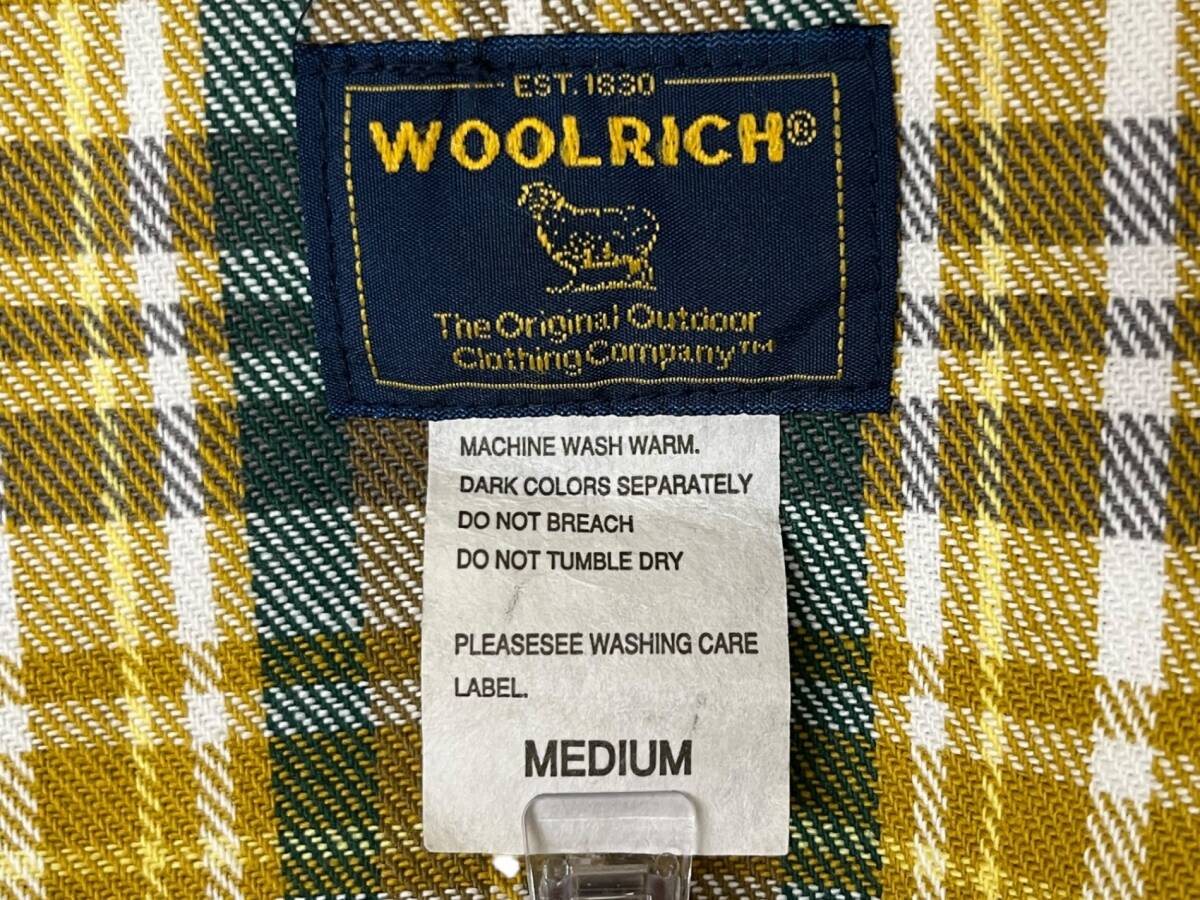 EST. 1830
WOOLRICH®
The Original Outdoor
Clothing Company™
MACHINE WASH WARM.
DARK COLORS SEPARATELY
DO NOT BREACH
DO NOT TUMBLE DRY
PLEASESEE WASHING CARE
LABEL.
MEDIUM